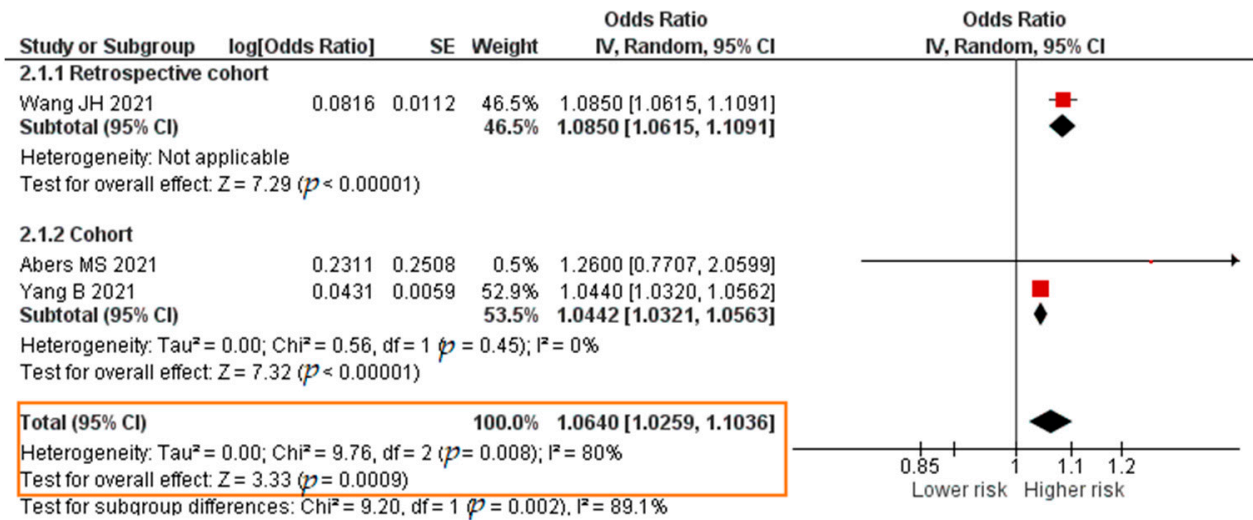 Odds Ratio Odds Ratio
Study or Subgroup log[Odds Ratio] SE Weight IV, Random, 95% CI IV, Random, 95% CI
2.1.1 Retrospective cohort
Wang JH 2021 0.0816 0.0112 46.5% 1.0850 [1.0615, 1.1091]
Subtotal (95% CI) 46.5% 1.0850 [1.0615, 1.1091]
Heterogeneity: Not applicable
Test for overall effect: Z = 7.29 (p < 0.00001)
2.1.2 Cohort
Abers MS 2021 0.2311 0.2508 0.5% 1.2600 [0.7707, 2.0599]
Yang B 2021 0.0431 0.0059 52.9% 1.0440 [1.0320, 1.0562]
Subtotal (95% CI) 53.5% 1.0442 [1.0321, 1.0563]
Heterogeneity: Tau² = 0.00; Chi² = 0.56, df = 1 (p = 0.45); I² = 0%
Test for overall effect: Z = 7.32 (p < 0.00001)
Total (95% CI) 100.0% 1.0640 [1.0259, 1.1036]
Heterogeneity: Tau² = 0.00; Chi² = 9.76, df = 2 (p = 0.008); I² = 80%
Test for overall effect: Z = 3.33 (p = 0.0009)
Test for subgroup differences: Chi² = 9.20, df = 1 (p = 0.002), I² = 89.1%
0.85 1 1.1 1.2
Lower risk Higher risk